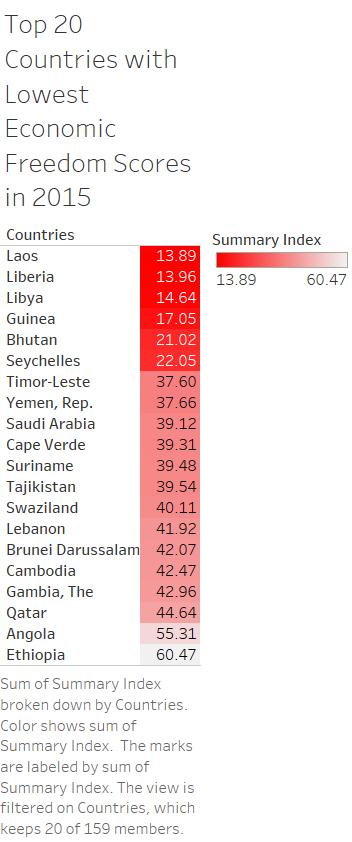 Top 20
Countries with
Lowest
Economic
Freedom Scores
in 2015
Countries
Laos 13.89
Liberia 13.96
Libya 14.64
Guinea 17.05
Bhutan 21.02
Seychelles 22.05
Timor-Leste 37.60
Yemen, Rep. 37.66
Saudi Arabia 39.12
Cape Verde 39.31
Suriname 39.48
Tajikistan 39.54
Swaziland 40.11
Lebanon 41.92
Brunei Darussalam 42.07
Cambodia 42.47
Gambia, The 42.96
Qatar 44.64
Angola 55.31
Ethiopia 60.47
Summary Index
13.89 60.47
Sum of Summary Index
broken down by Countries.
Color shows sum of
Summary Index. The marks
are labeled by sum of
Summary Index. The view is
filtered on Countries, which
keeps 20 of 159 members.